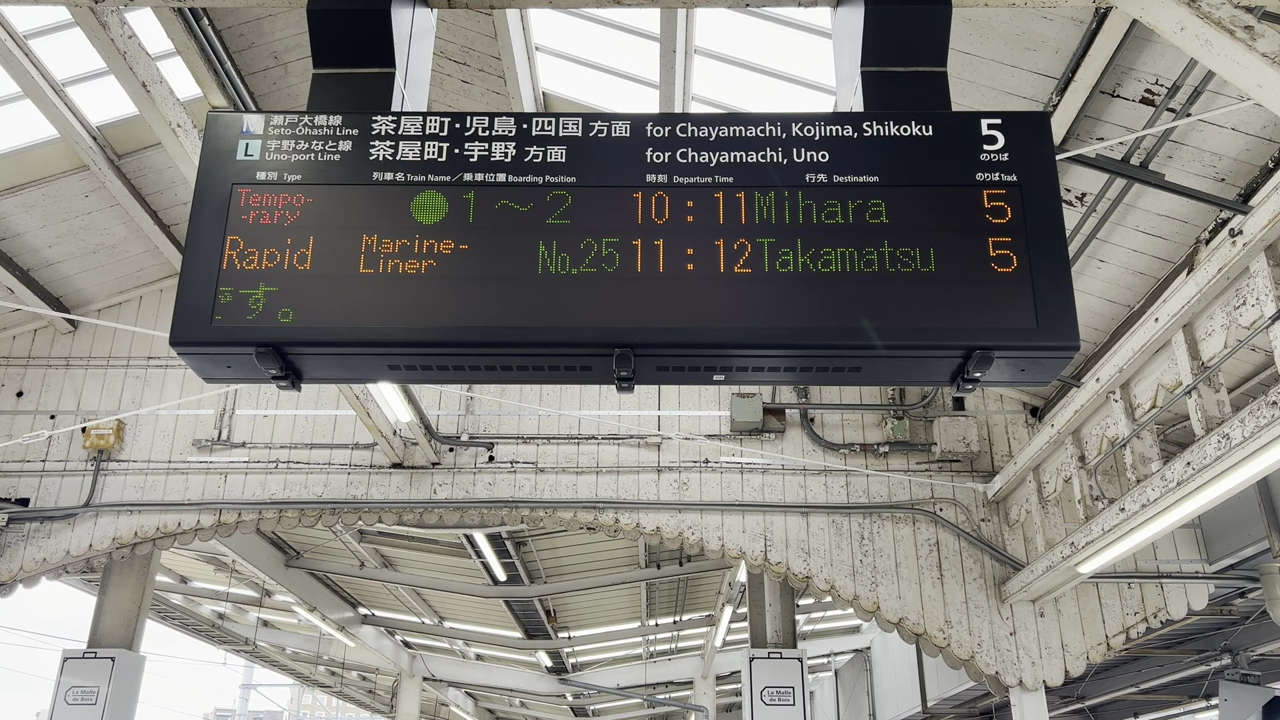 N 瀬戸大橋線 茶屋町・児島・四国 方面 for Chayamachi, Kojima, Shikoku 5
Seto-Ohashi Line
L 宇野みなと線 茶屋町・宇野 方面 for Chayamachi, Uno のりば
Uno-port Line
種別 Type 列車名 Train Name／乗車位置 Boarding Position 時刻 Departure Time 行先 Destination のりば Track
Tempo-
-rary ●1～2 10:11 Mihara 5
Rapid Marine-
Liner No.25 11:12 Takamatsu 5
す。
La Malle
de Bois
La Malle
de Bois